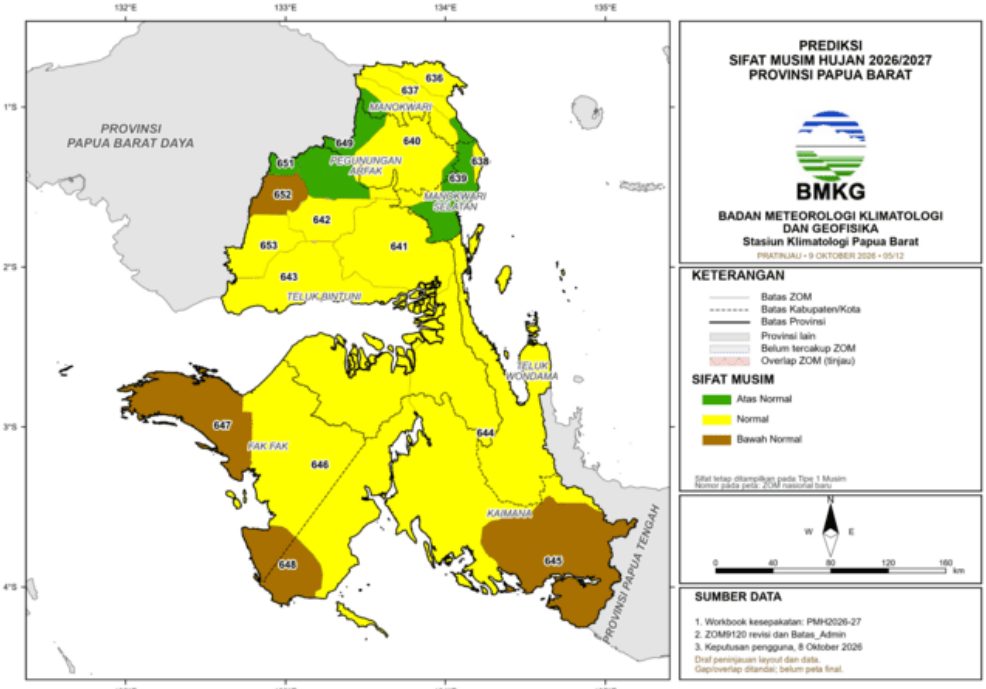 132°E 133°E 134°E 135°E
1°S
2°S
3°S
4°S
PROVINSI
PAPUA BARAT DAYA
636
637
MANOKWARI
649
640
651
PEGUNUNGAN
ARFAK
638
639
652
MANOKWARI
SELATAN
642
653
641
643
TELUK BINTUNI
TELUK
WONDAMA
647
644
FAK FAK
646
KAIMANA
645
648
PROVINSI PAPUA TENGAH
PREDIKSI
SIFAT MUSIM HUJAN 2026/2027
PROVINSI PAPUA BARAT
BMKG
BADAN METEOROLOGI KLIMATOLOGI
DAN GEOFISIKA
Stasiun Klimatologi Papua Barat
PRATINJAU • 9 OKTOBER 2026 • 05/12
KETERANGAN
Batas ZOM
Batas Kabupaten/Kota
Batas Provinsi
Provinsi lain
Belum tercakup ZOM
Overlap ZOM (tinjau)
SIFAT MUSIM
Atas Normal
Normal
Bawah Normal
Sifat tetap ditampilkan pada Tipe 1 Musim
Nomor pada peta: ZOM nasional baru
N
W E
S
0 40 80 120 160
km
SUMBER DATA
1. Workbook kesepakatan: PMH2026-27
2. ZOM9120 revisi dan Batas_Admin
3. Keputusan pengguna, 8 Oktober 2026
Draf peninjauan layout dan data.
Gap/overlap ditandai; belum peta final.